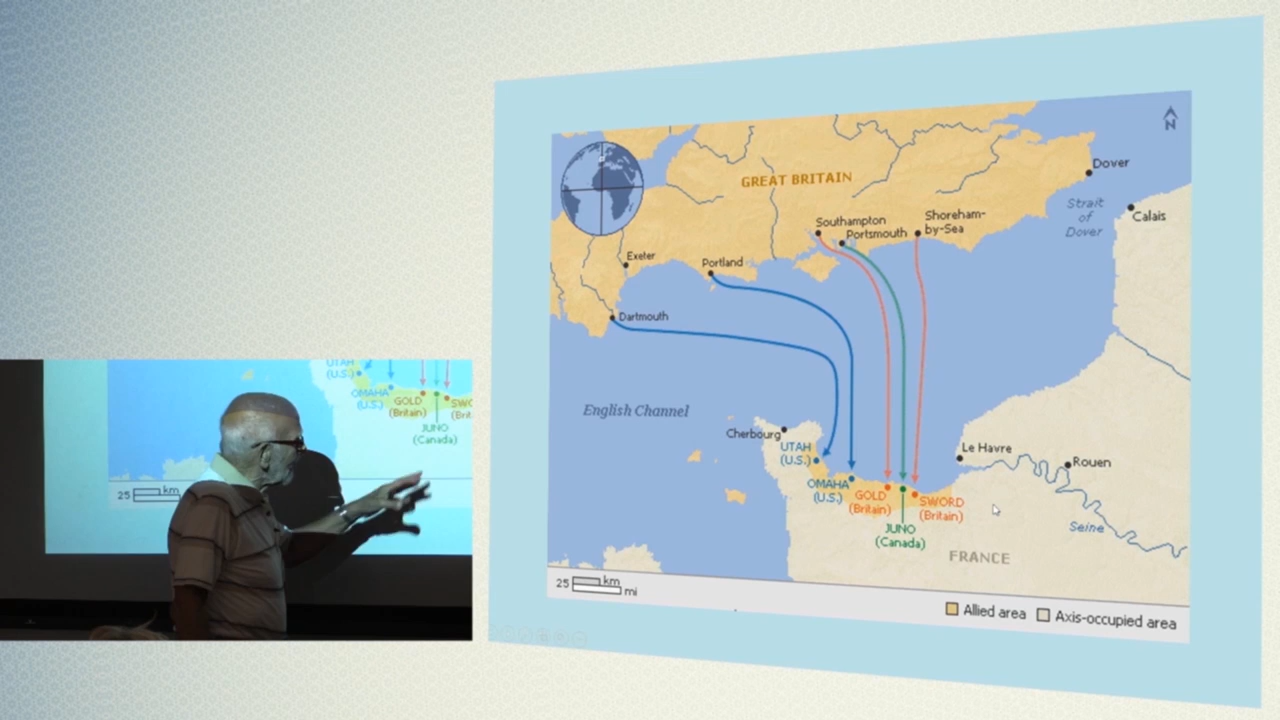 N
Dover
GREAT BRITAIN
Strait
of
Dover
Calais
Southampton
Portsmouth
Shoreham-
by-Sea
Exeter
Portland
Dartmouth
English Channel
Cherbourg
UTAH
(U.S.)
OMAHA
(U.S.)
GOLD
(Britain)
JUNO
(Canada)
SWORD
(Britain)
Le Havre
Rouen
Seine
FRANCE
25 km
mi
Allied area
Axis-occupied area
UTAH
(U.S.)
OMAHA
(U.S.)
GOLD
(Britain)
JUNO
(Canada)
25 km